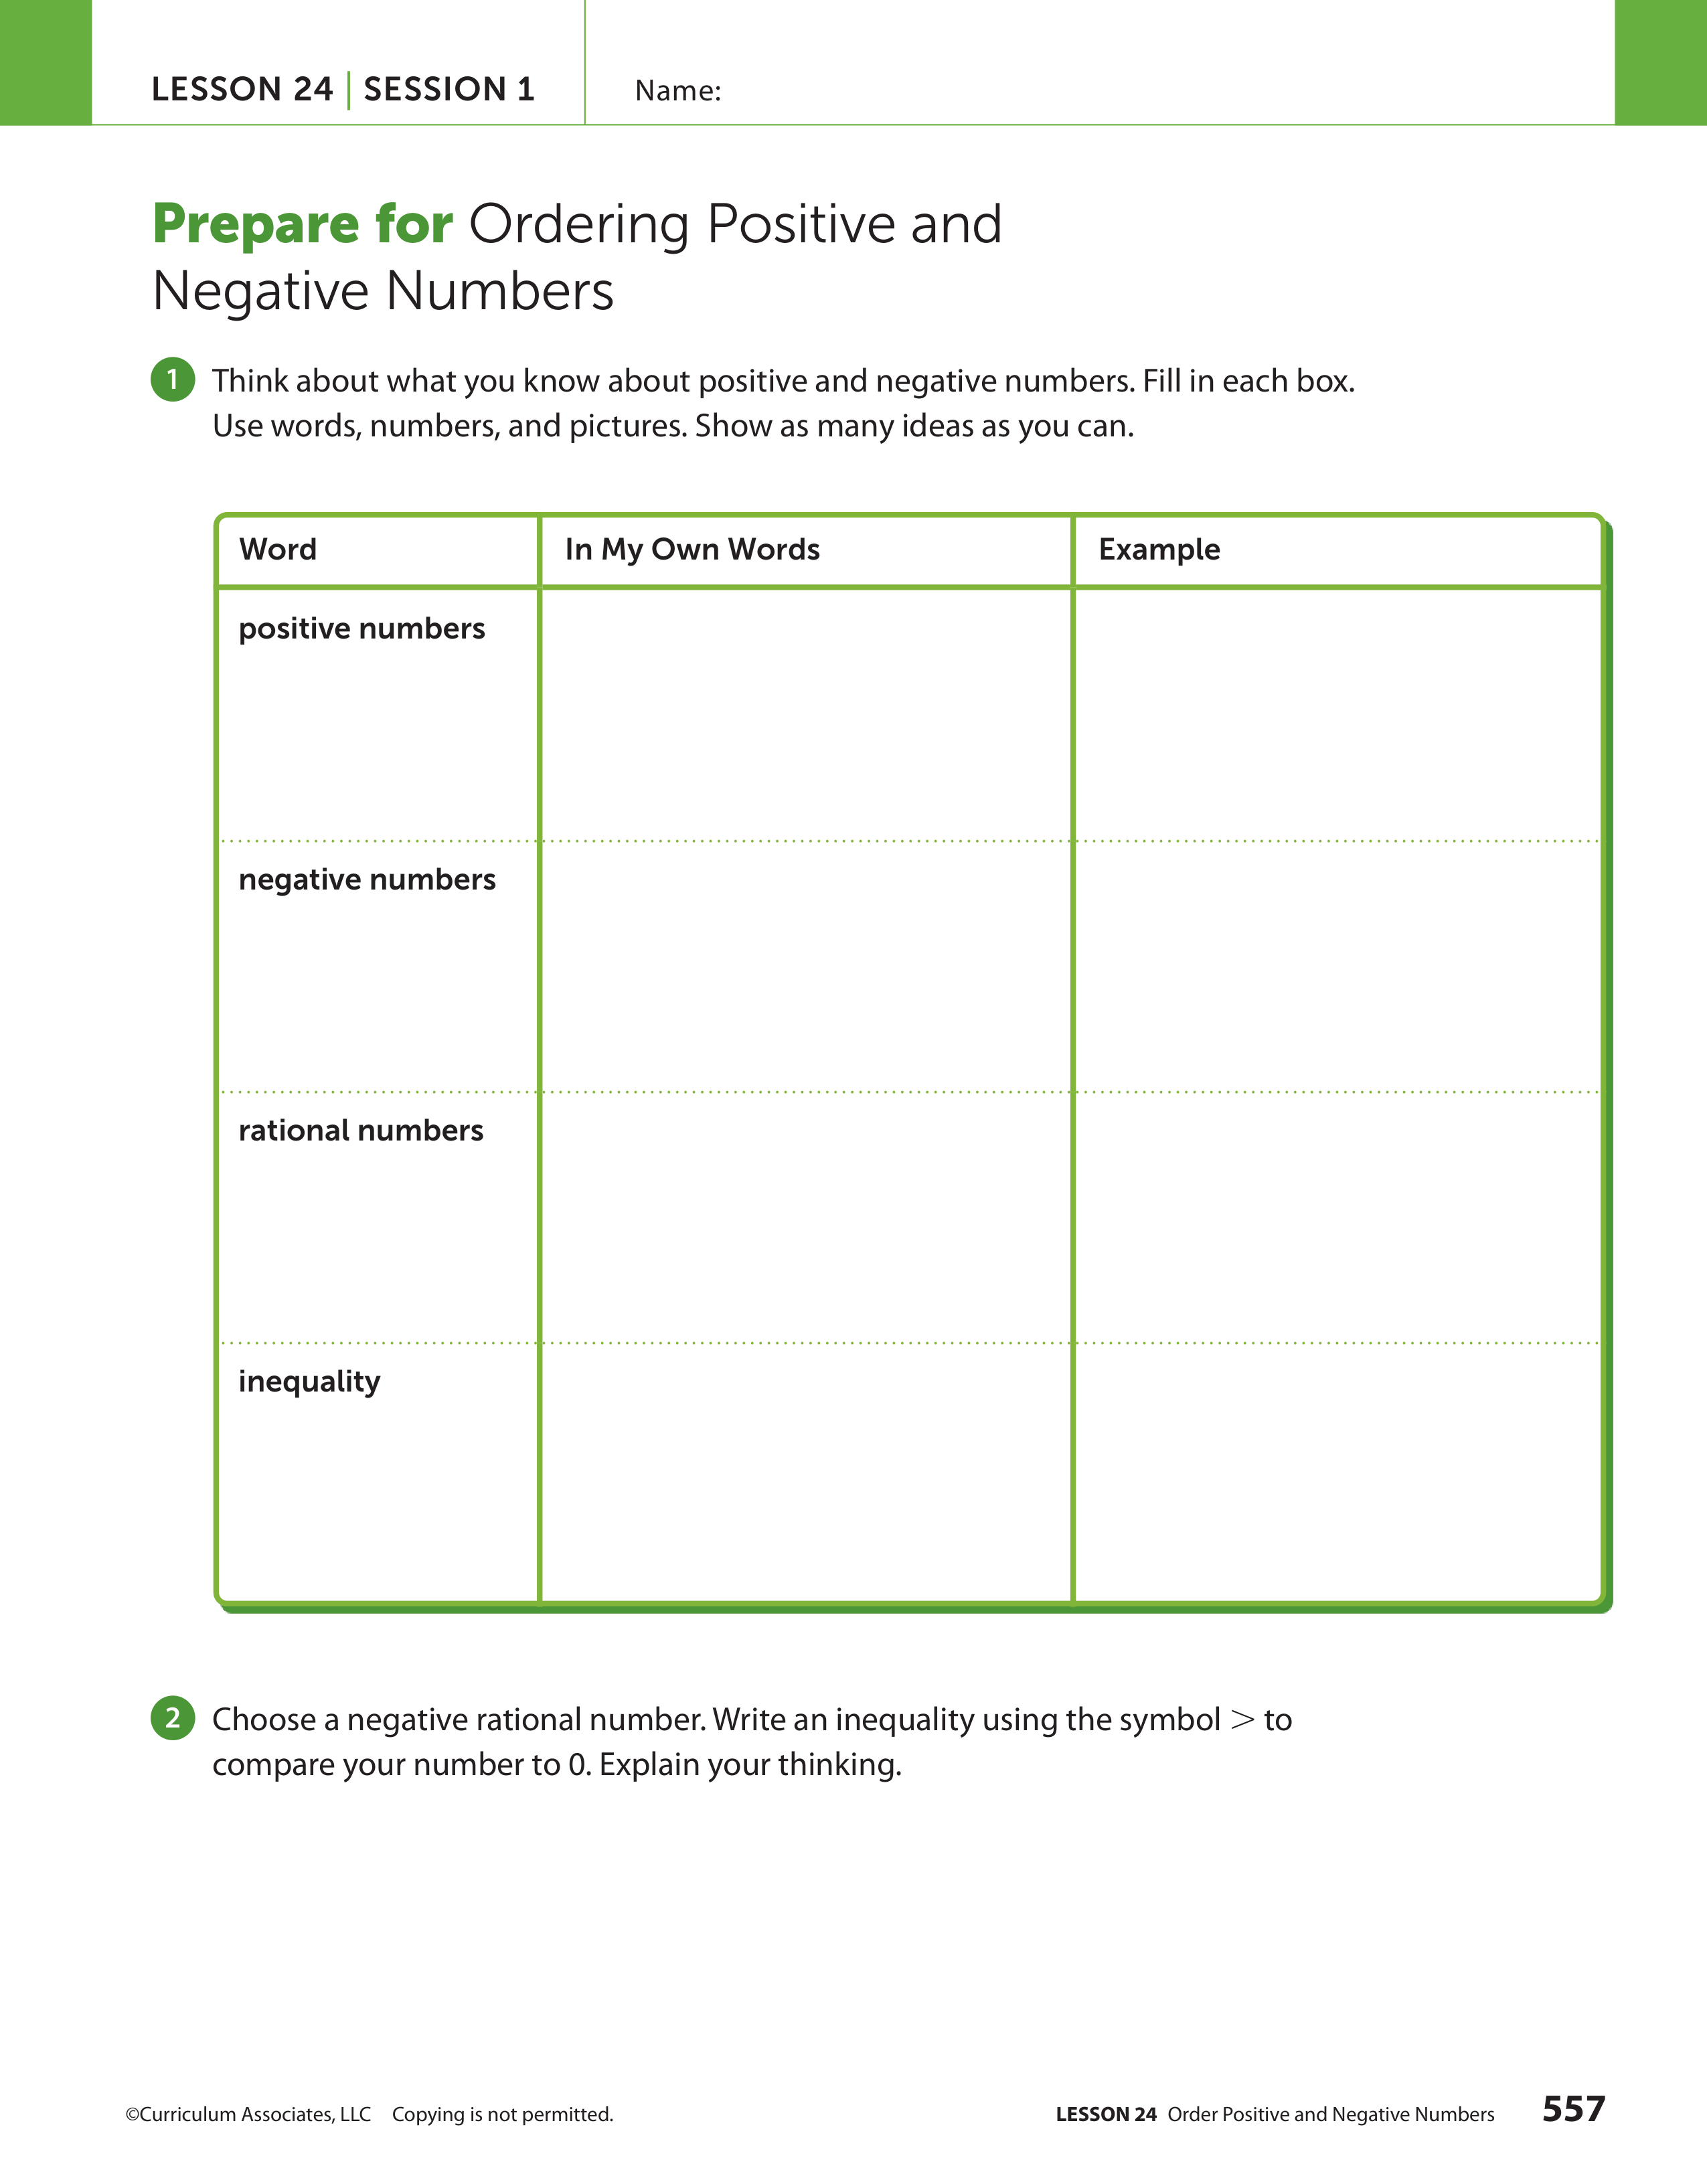 LESSON 24 | SESSION 1
Name:
Prepare for Ordering Positive and
Negative Numbers
1 Think about what you know about positive and negative numbers. Fill in each box.
Use words, numbers, and pictures. Show as many ideas as you can.
Word In My Own Words Example
positive numbers
negative numbers
rational numbers
inequality
2 Choose a negative rational number. Write an inequality using the symbol > to
compare your number to 0. Explain your thinking.
©Curriculum Associates, LLC Copying is not permitted.
LESSON 24 Order Positive and Negative Numbers 557